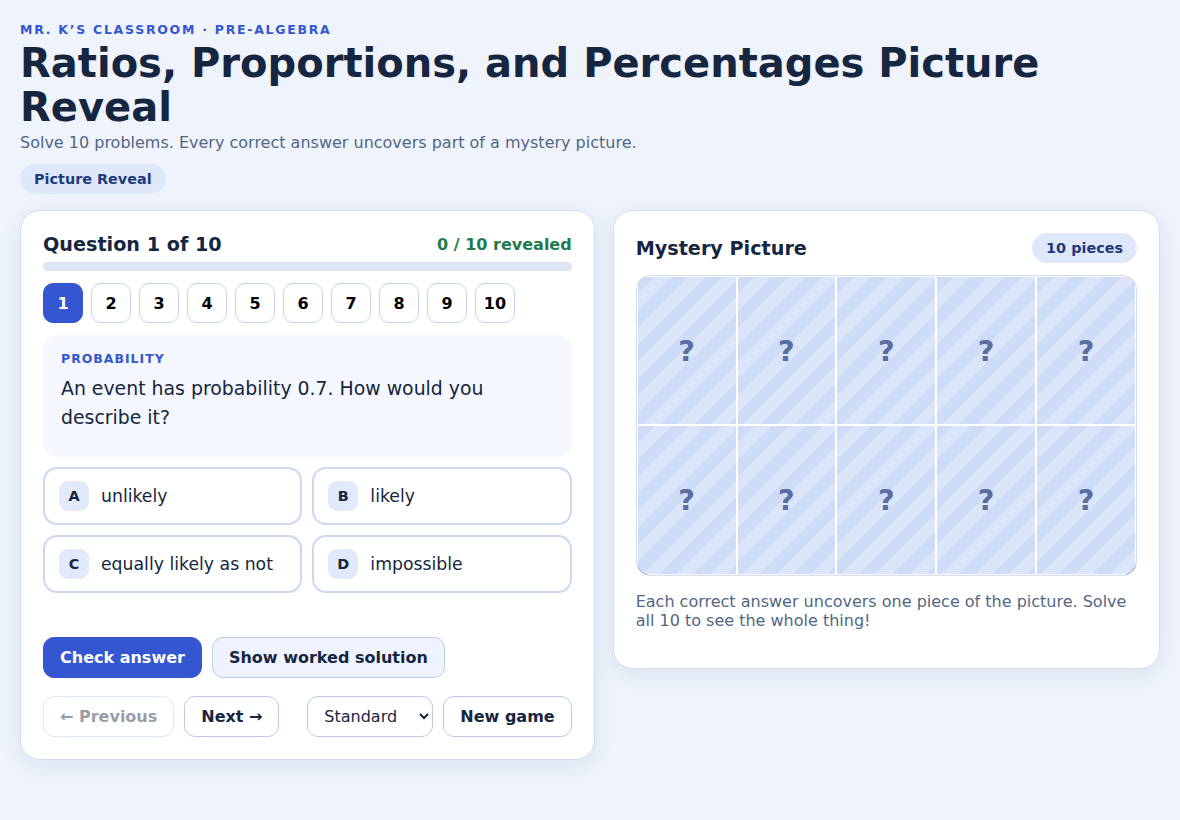 MR. K’S CLASSROOM · PRE-ALGEBRA
Ratios, Proportions, and Percentages Picture
Reveal
Solve 10 problems. Every correct answer uncovers part of a mystery picture.
Picture Reveal
Question 1 of 10
0 / 10 revealed
1 2 3 4 5 6 7 8 9 10
PROBABILITY
An event has probability 0.7. How would you
describe it?
A unlikely
B likely
C equally likely as not
D impossible
Check answer
Show worked solution
← Previous
Next →
Standard
New game
Mystery Picture
10 pieces
? ? ? ? ?
? ? ? ? ?
Each correct answer uncovers one piece of the picture. Solve
all 10 to see the whole thing!